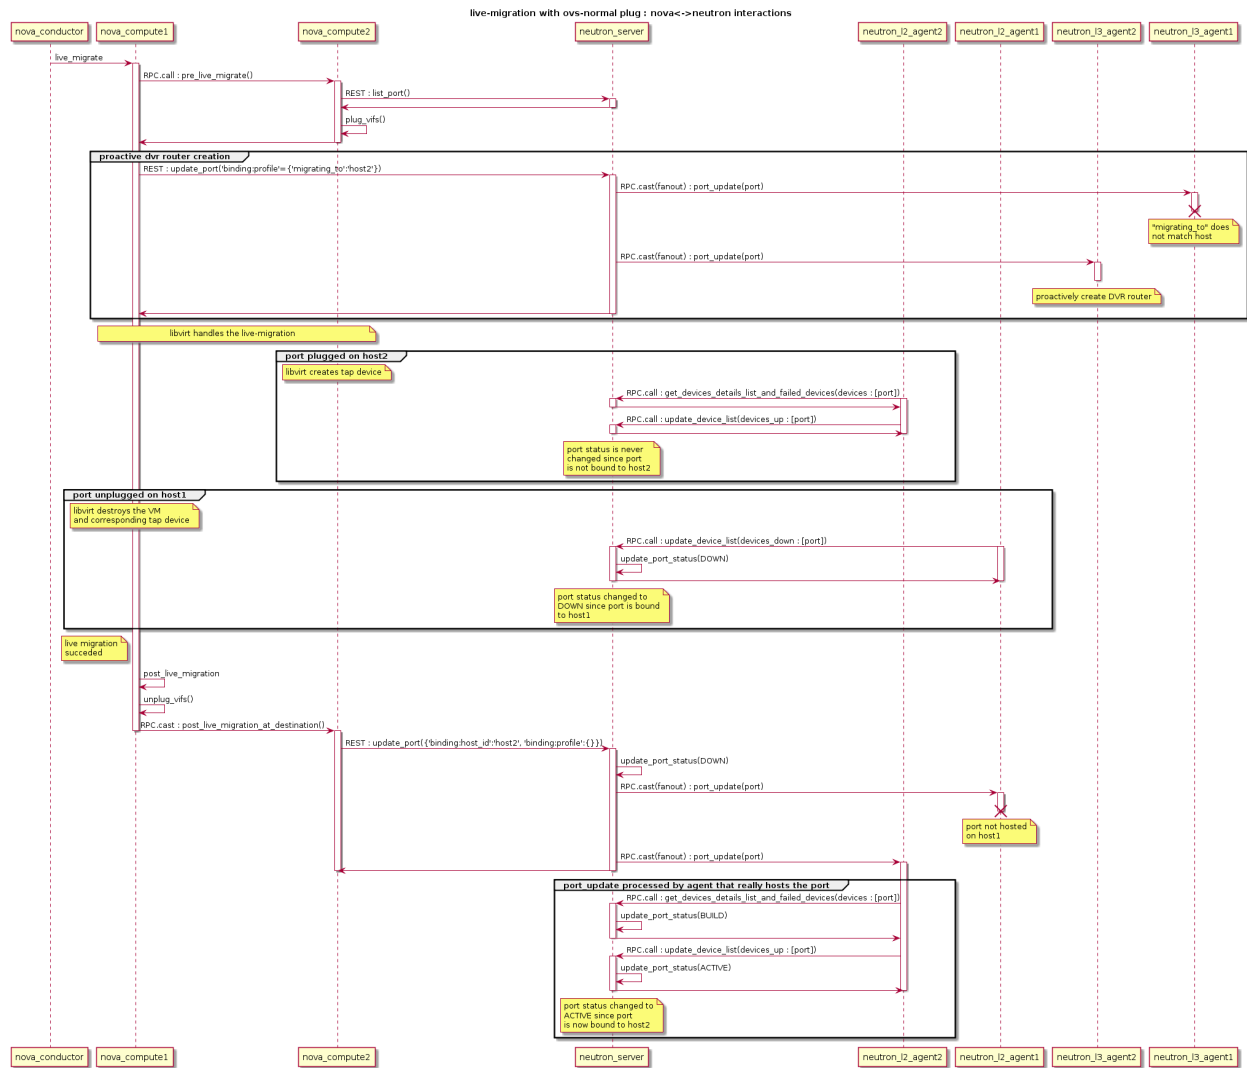 live-migration with ovs-normal plug : nova<->neutron interactions
nova_conductor
nova_compute1
nova_compute2
neutron_server
neutron_l2_agent2
neutron_l2_agent1
neutron_l3_agent2
neutron_l3_agent1
live_migrate
RPC.call : pre_live_migrate()
REST : list_port()
plug_vifs()
proactive dvr router creation
REST : update_port('binding:profile'= {'migrating_to':'host2'})
RPC.cast(fanout) : port_update(port)
"migrating_to" does
not match host
RPC.cast(fanout) : port_update(port)
proactively create DVR router
libvirt handles the live-migration
port plugged on host2
libvirt creates tap device
RPC.call : get_devices_details_list_and_failed_devices(devices : [port])
RPC.call : update_device_list(devices_up : [port])
port status is never
changed since port
is not bound to host2
port unplugged on host1
libvirt destroys the VM
and corresponding tap device
RPC.call : update_device_list(devices_down : [port])
update_port_status(DOWN)
port status changed to
DOWN since port is bound
to host1
live migration
succeded
post_live_migration
unplug_vifs()
RPC.cast : post_live_migration_at_destination()
REST : update_port({'binding:host_id':'host2', 'binding:profile':{}})
update_port_status(DOWN)
RPC.cast(fanout) : port_update(port)
port not hosted
on host1
RPC.cast(fanout) : port_update(port)
port_update processed by agent that really hosts the port
RPC.call : get_devices_details_list_and_failed_devices(devices : [port])
update_port_status(BUILD)
RPC.call : update_device_list(devices_up : [port])
update_port_status(ACTIVE)
port status changed to
ACTIVE since port
is now bound to host2
nova_conductor
nova_compute1
nova_compute2
neutron_server
neutron_l2_agent2
neutron_l2_agent1
neutron_l3_agent2
neutron_l3_agent1